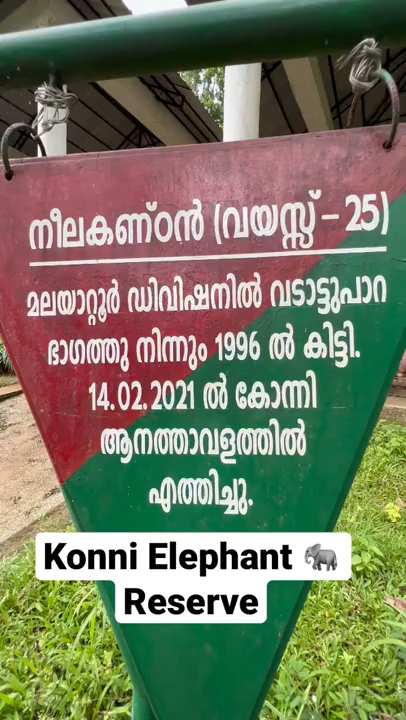 നീലകണ്ഠൻ (വയസ്സ് - 25)
മലയാറ്റൂർ ഡിവിഷനിൽ വടാട്ടുപാറ
ഭാഗത്തു നിന്നും 1996 ൽ കിട്ടി.
14.02.2021 ൽ കോന്നി
ആനത്താവളത്തിൽ
എത്തിച്ചു.
Konni Elephant 🐘
Reserve